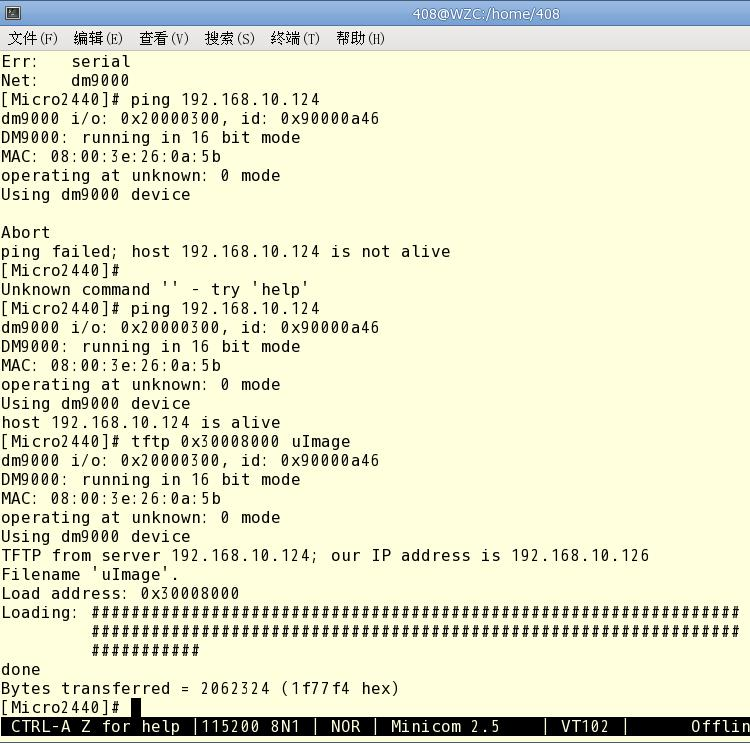 408@WZC:/home/408
文件(F) 编辑(E) 查看(V) 搜索(S) 终端(T) 帮助(H)
Err:   serial
Net:   dm9000
[Micro2440]# ping 192.168.10.124
dm9000 i/o: 0x20000300, id: 0x90000a46
DM9000: running in 16 bit mode
MAC: 08:00:3e:26:0a:5b
operating at unknown: 0 mode
Using dm9000 device

Abort
ping failed; host 192.168.10.124 is not alive
[Micro2440]#
Unknown command '' - try 'help'
[Micro2440]# ping 192.168.10.124
dm9000 i/o: 0x20000300, id: 0x90000a46
DM9000: running in 16 bit mode
MAC: 08:00:3e:26:0a:5b
operating at unknown: 0 mode
Using dm9000 device
host 192.168.10.124 is alive
[Micro2440]# tftp 0x30008000 uImage
dm9000 i/o: 0x20000300, id: 0x90000a46
DM9000: running in 16 bit mode
MAC: 08:00:3e:26:0a:5b
operating at unknown: 0 mode
Using dm9000 device
TFTP from server 192.168.10.124; our IP address is 192.168.10.126
Filename 'uImage'.
Load address: 0x30008000
Loading: #################################################################
         #################################################################
         ###########
done
Bytes transferred = 2062324 (1f77f4 hex)
[Micro2440]#
CTRL-A Z for help |115200 8N1 | NOR | Minicom 2.5    | VT102 |      Offlin